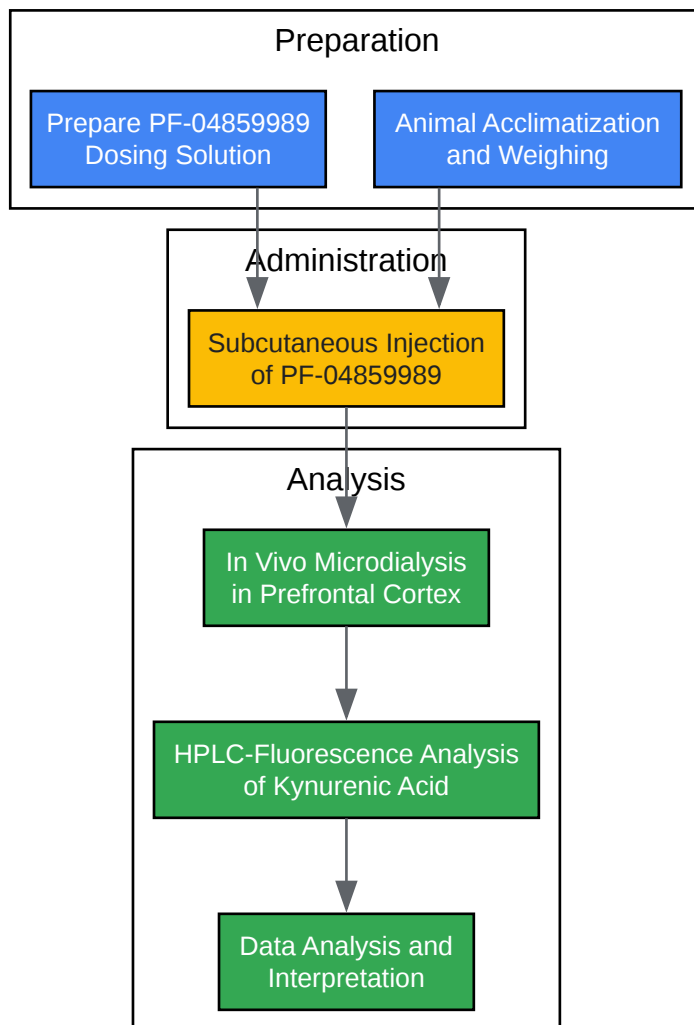 Preparation
Prepare PF-04859989
Dosing Solution
Animal Acclimatization
and Weighing
Administration
Subcutaneous Injection
of PF-04859989
Analysis
In Vivo Microdialysis
in Prefrontal Cortex
HPLC-Fluorescence Analysis
of Kynurenic Acid
Data Analysis and
Interpretation